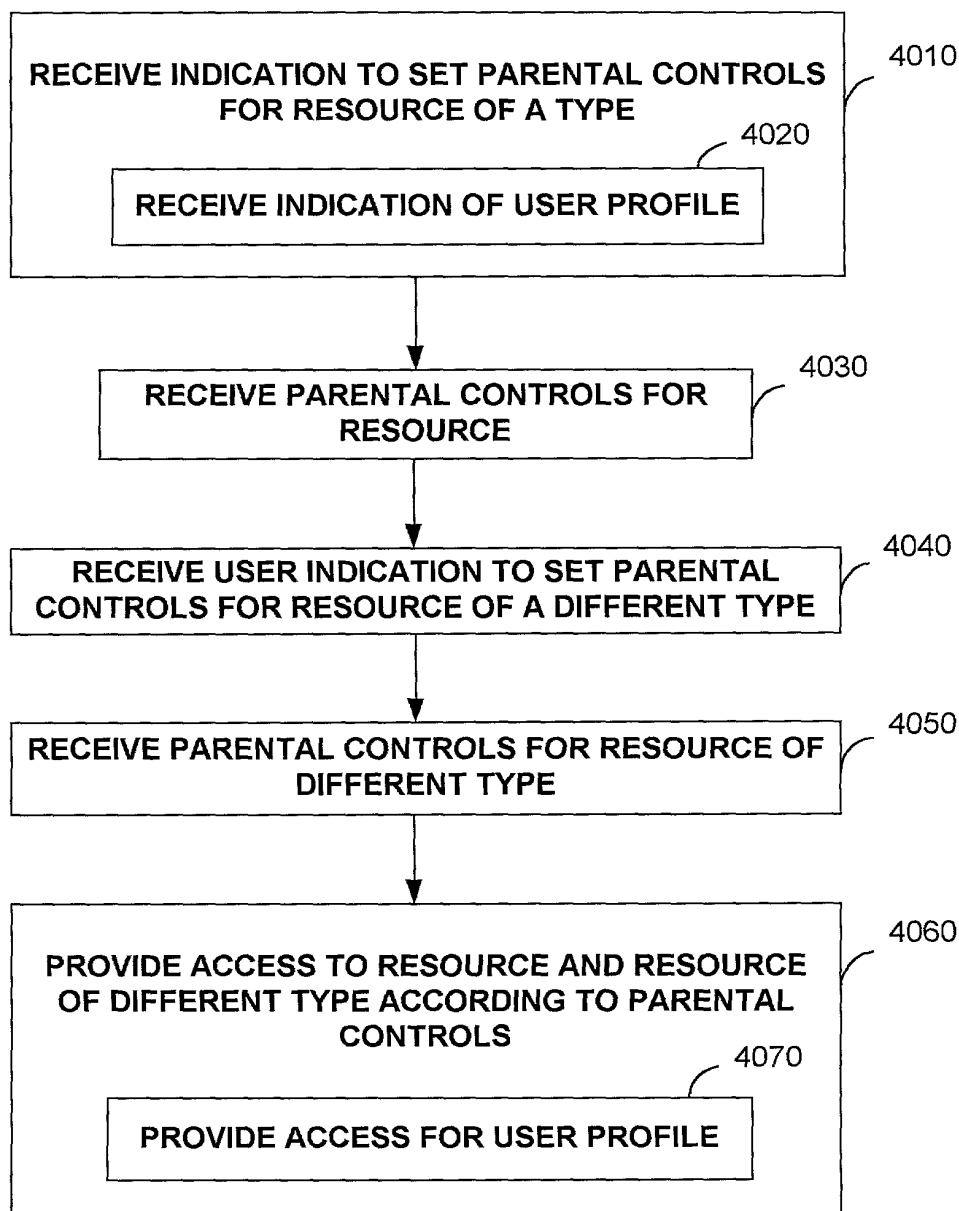 RECEIVE INDICATION TO SET PARENTAL CONTROLS
FOR RESOURCE OF A TYPE
4010
4020
RECEIVE INDICATION OF USER PROFILE
4030
RECEIVE PARENTAL CONTROLS FOR
RESOURCE
4040
RECEIVE USER INDICATION TO SET PARENTAL
CONTROLS FOR RESOURCE OF A DIFFERENT TYPE
4050
RECEIVE PARENTAL CONTROLS FOR RESOURCE OF
DIFFERENT TYPE
4060
PROVIDE ACCESS TO RESOURCE AND RESOURCE
OF DIFFERENT TYPE ACCORDING TO PARENTAL
CONTROLS
4070
PROVIDE ACCESS FOR USER PROFILE